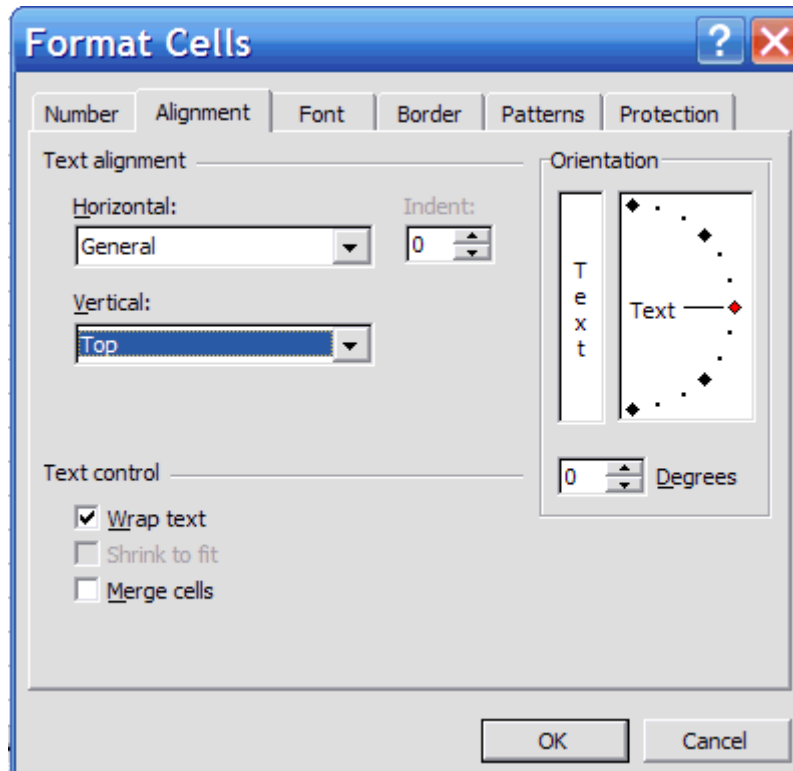 Format Cells ?
Number Alignment Font Border Patterns Protection
Text alignment
Horizontal:
General
Indent:
0
Vertical:
Top
Text control
Wrap text
Shrink to fit
Merge cells
Orientation
T
e
x
t
Text
0 Degrees
OK Cancel